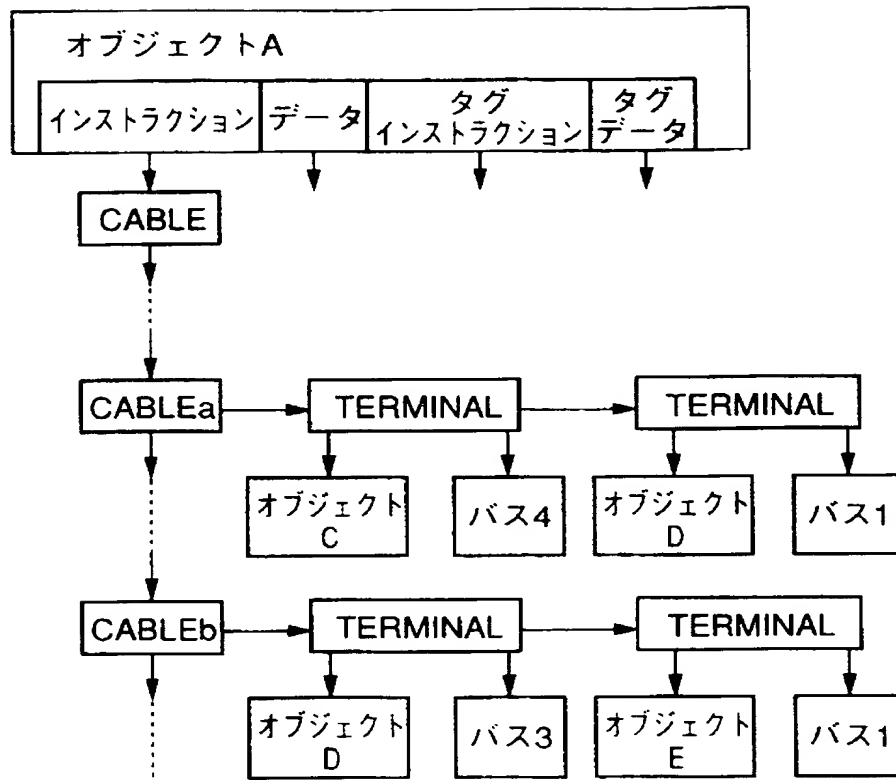 オブジェクトA
インストラクション データ タグ インストラクション タグ データ
CABLE
CABLEa TERMINAL TERMINAL
オブジェクト C バス4 オブジェクト D バス1
CABLEb TERMINAL TERMINAL
オブジェクト D バス3 オブジェクト E バス1